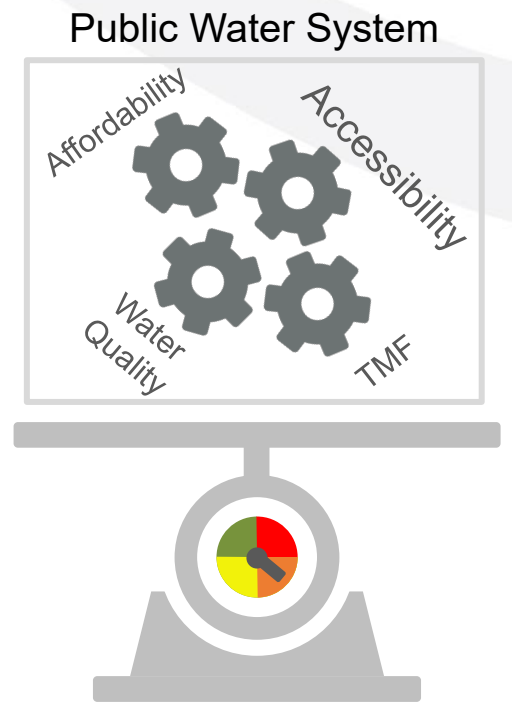 Public Water System
Affordability
Accessibility
Water
Quality
TMF